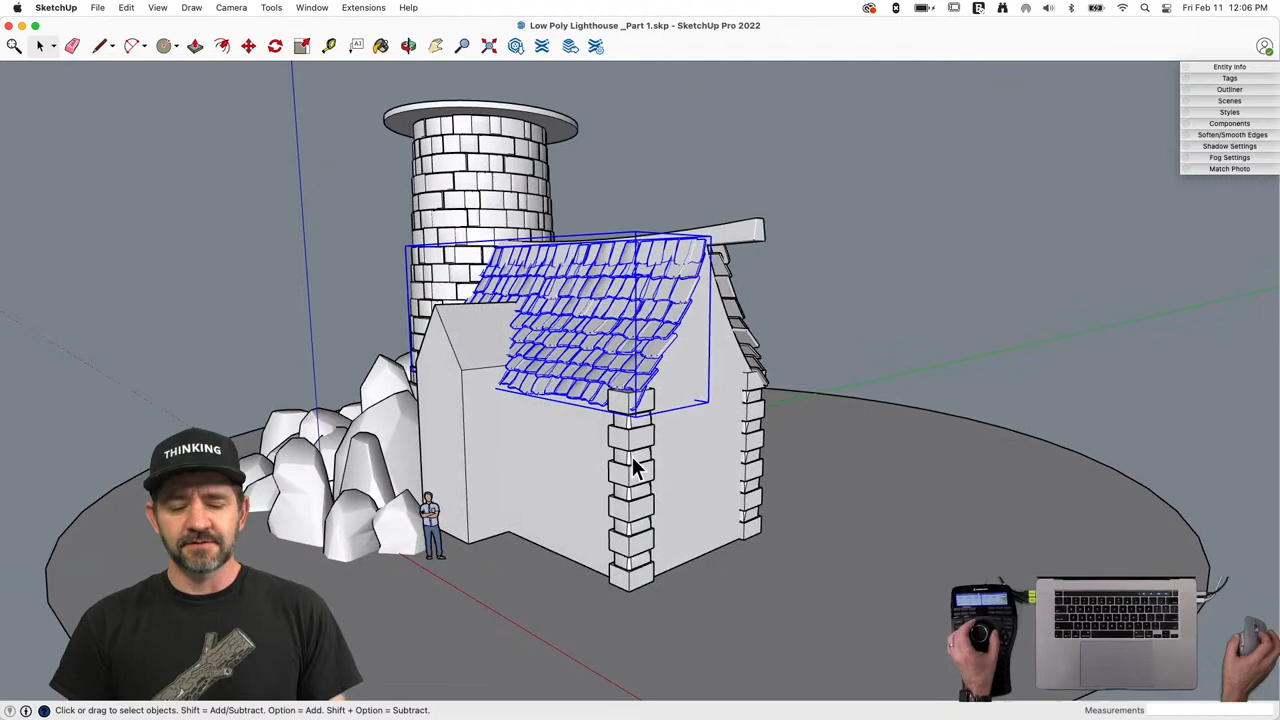 SketchUp File Edit View Draw Camera Tools Window Extensions Help
Fri Feb 11 12:06 PM
Low Poly Lighthouse _Part 1.skp - SketchUp Pro 2022
Entity Info
Tags
Outliner
Scenes
Styles
Components
Soften/Smooth Edges
Shadow Settings
Fog Settings
Match Photo
THINKING
Click or drag to select objects. Shift = Add/Subtract. Option = Add. Shift + Option = Subtract.
Measurements